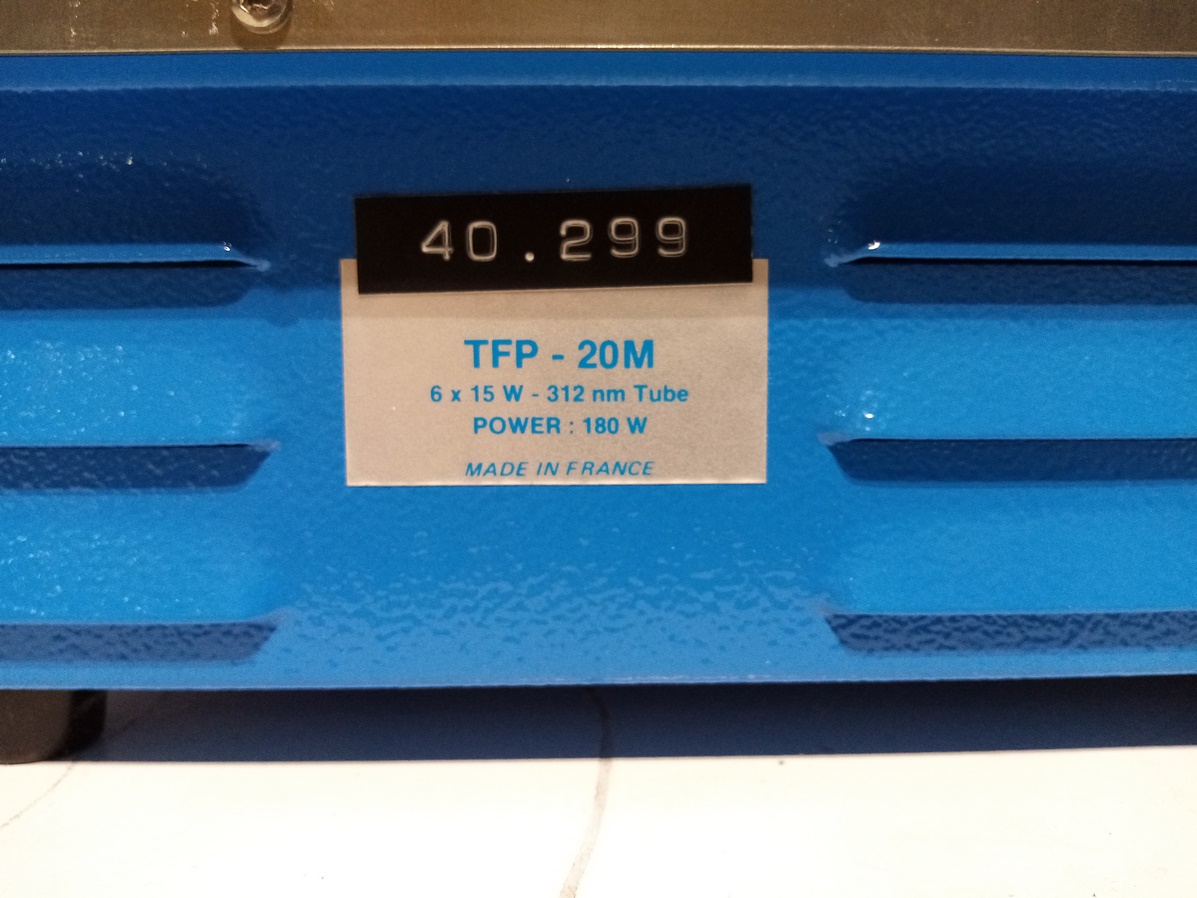 40.299
TFP - 20M
6 x 15 W - 312 nm Tube
POWER : 180 W
MADE IN FRANCE